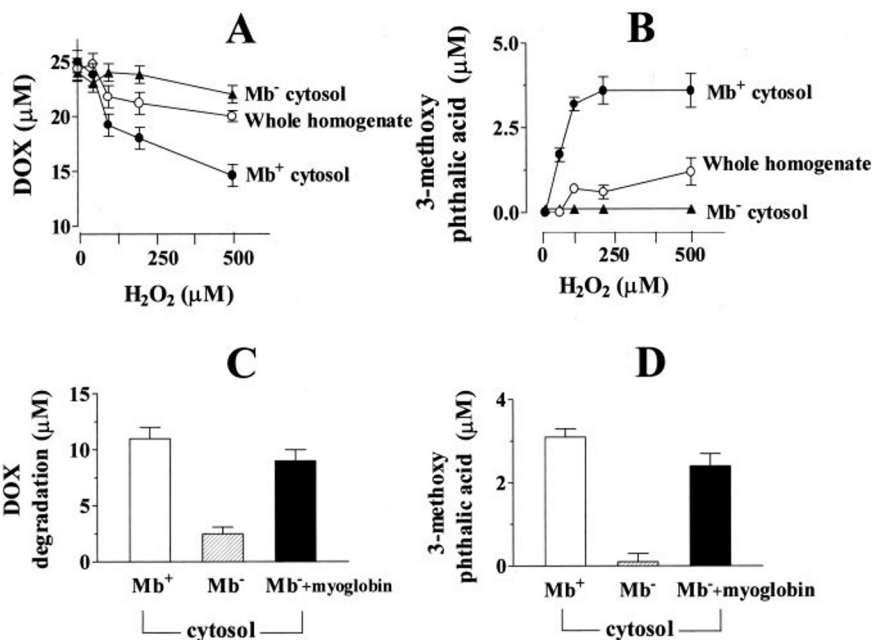 A
DOX (μM)
25
20
15
10
Mb⁻ cytosol
Whole homogenate
Mb⁺ cytosol
0 250 500
H₂O₂ (μM)
B
3-methoxy
phthalic acid (μM)
5.0
2.5
0.0
Mb⁺ cytosol
Whole homogenate
Mb⁻ cytosol
0 250 500
H₂O₂ (μM)
C
DOX
degradation (μM)
15
10
5
0
Mb⁺ Mb⁻ Mb⁻+myoglobin
cytosol
D
3-methoxy
phthalic acid (μM)
4
2
0
Mb⁺ Mb⁻ Mb⁻+myoglobin
cytosol